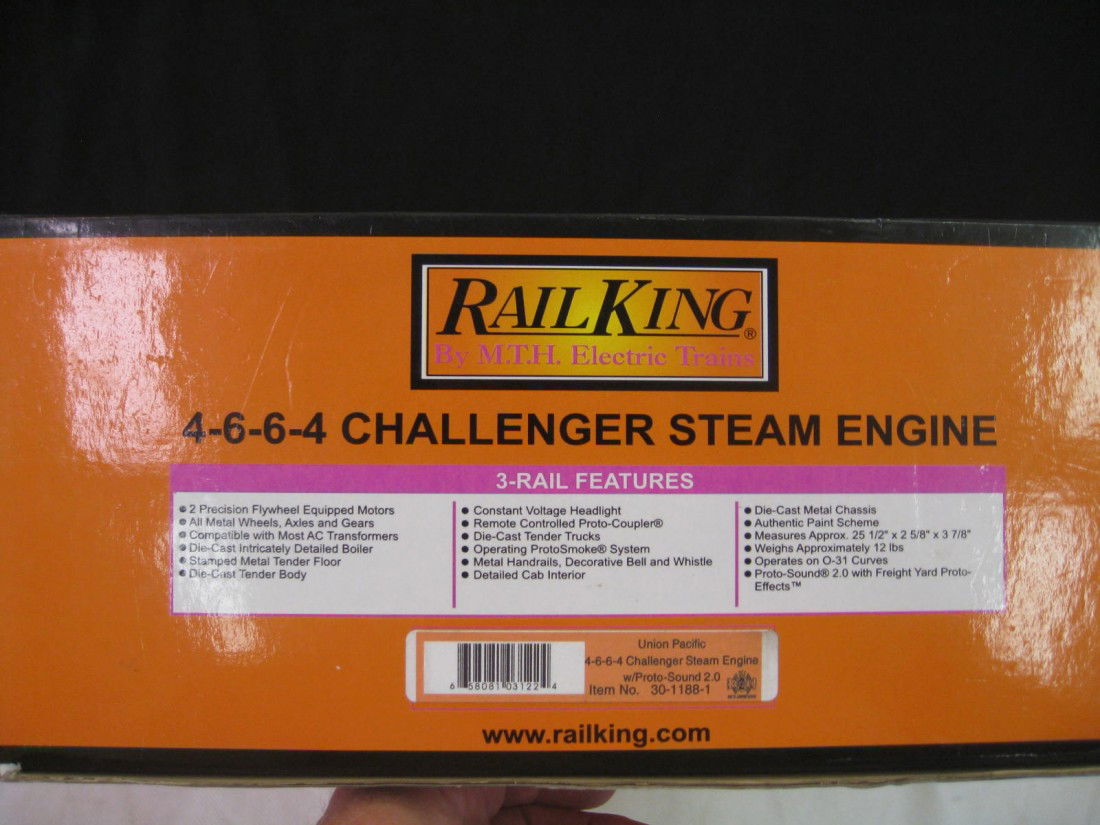 RAILKING®
By M.T.H. Electric Trains
4-6-6-4 CHALLENGER STEAM ENGINE
3-RAIL FEATURES
● 2 Precision Flywheel Equipped Motors
● All Metal Wheels, Axles and Gears
● Compatible with Most AC Transformers
● Die-Cast Intricately Detailed Boiler
● Stamped Metal Tender Floor
● Die-Cast Tender Body
● Constant Voltage Headlight
● Remote Controlled Proto-Coupler®
● Die-Cast Tender Trucks
● Operating ProtoSmoke® System
● Metal Handrails, Decorative Bell and Whistle
● Detailed Cab Interior
● Die-Cast Metal Chassis
● Authentic Paint Scheme
● Measures Approx. 25 1/2" x 2 5/8" x 3 7/8"
● Weighs Approximately 12 lbs
● Operates on O-31 Curves
● Proto-Sound® 2.0 with Freight Yard Proto-
Effects™
Union Pacific
4-6-6-4 Challenger Steam Engine
w/Proto-Sound 2.0
Item No. 30-1188-1
6 58081 03122 4
www.railking.com